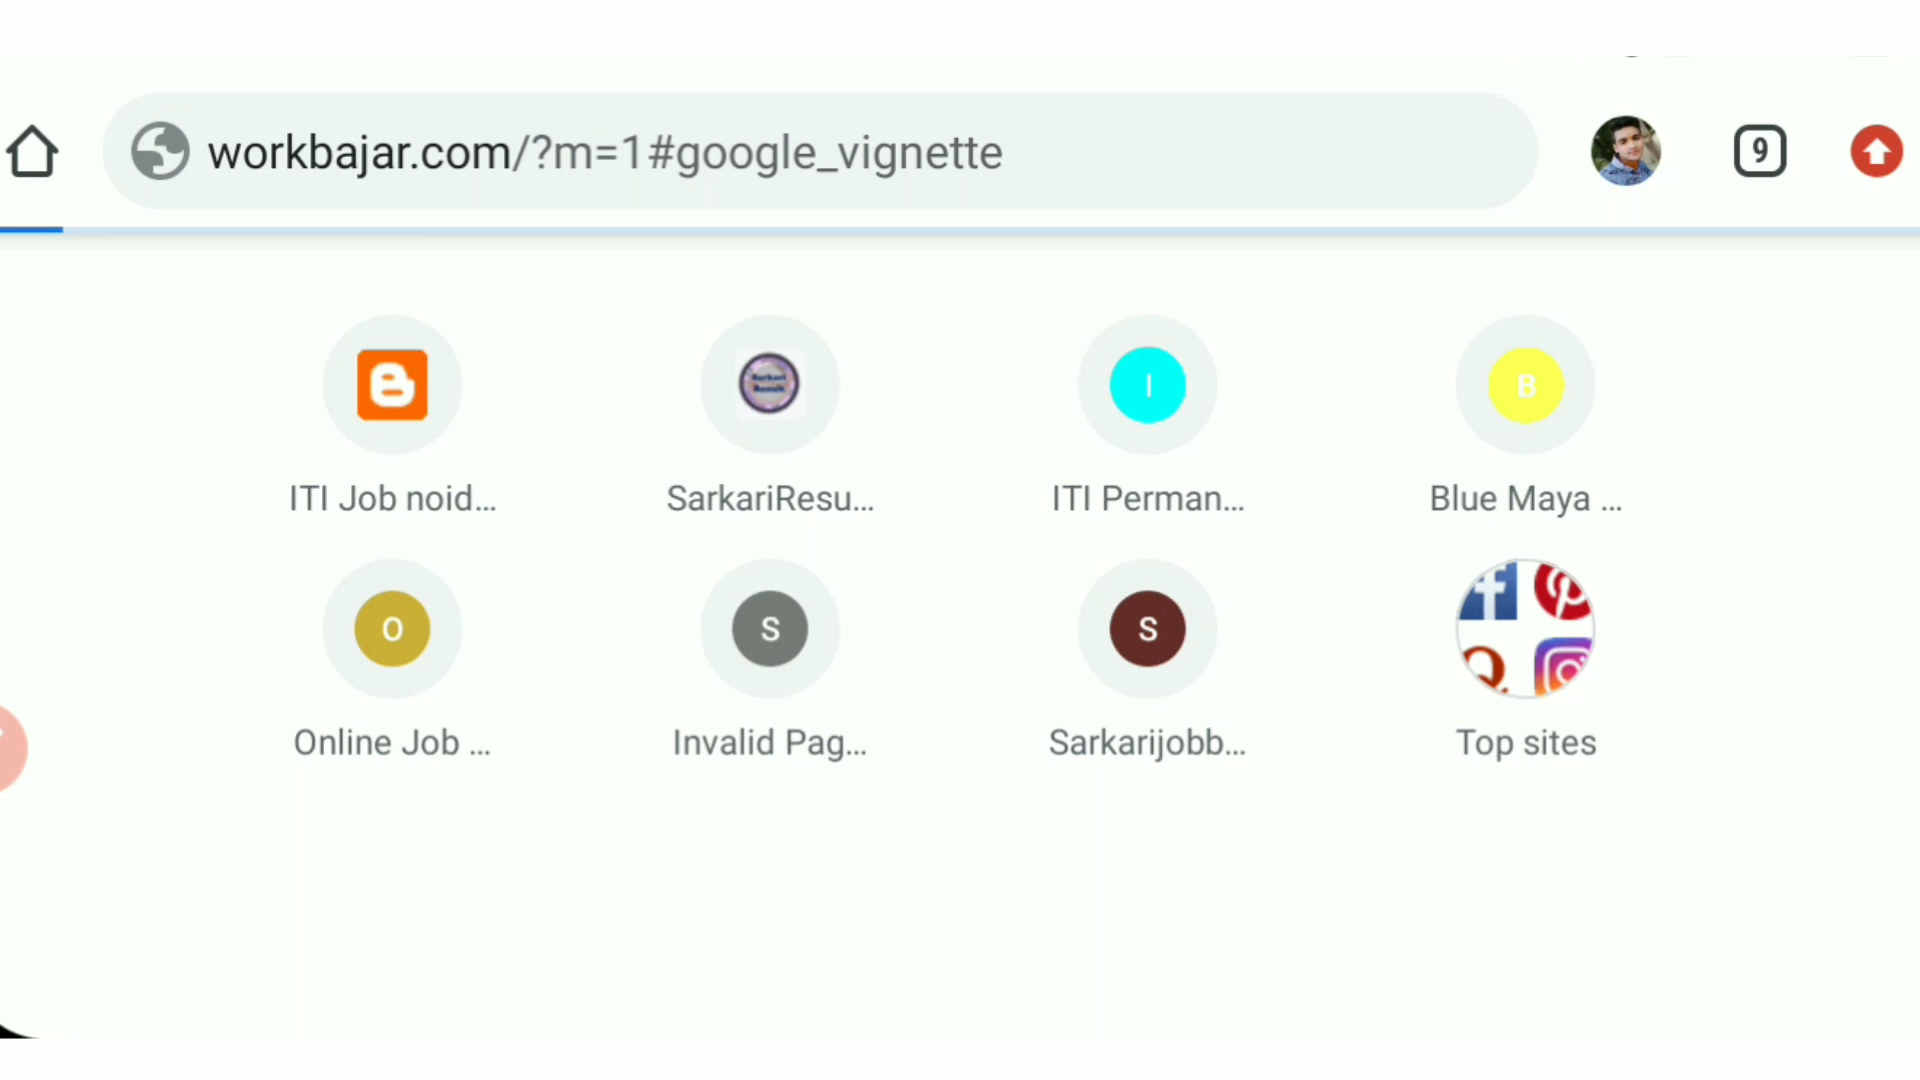 workbajar.com/?m=1#google_vignette
9
I
B
ITI Job noid...
SarkariResu...
ITI Perman...
Blue Maya ...
O
S
S
Online Job ...
Invalid Pag...
Sarkarijobb...
Top sites